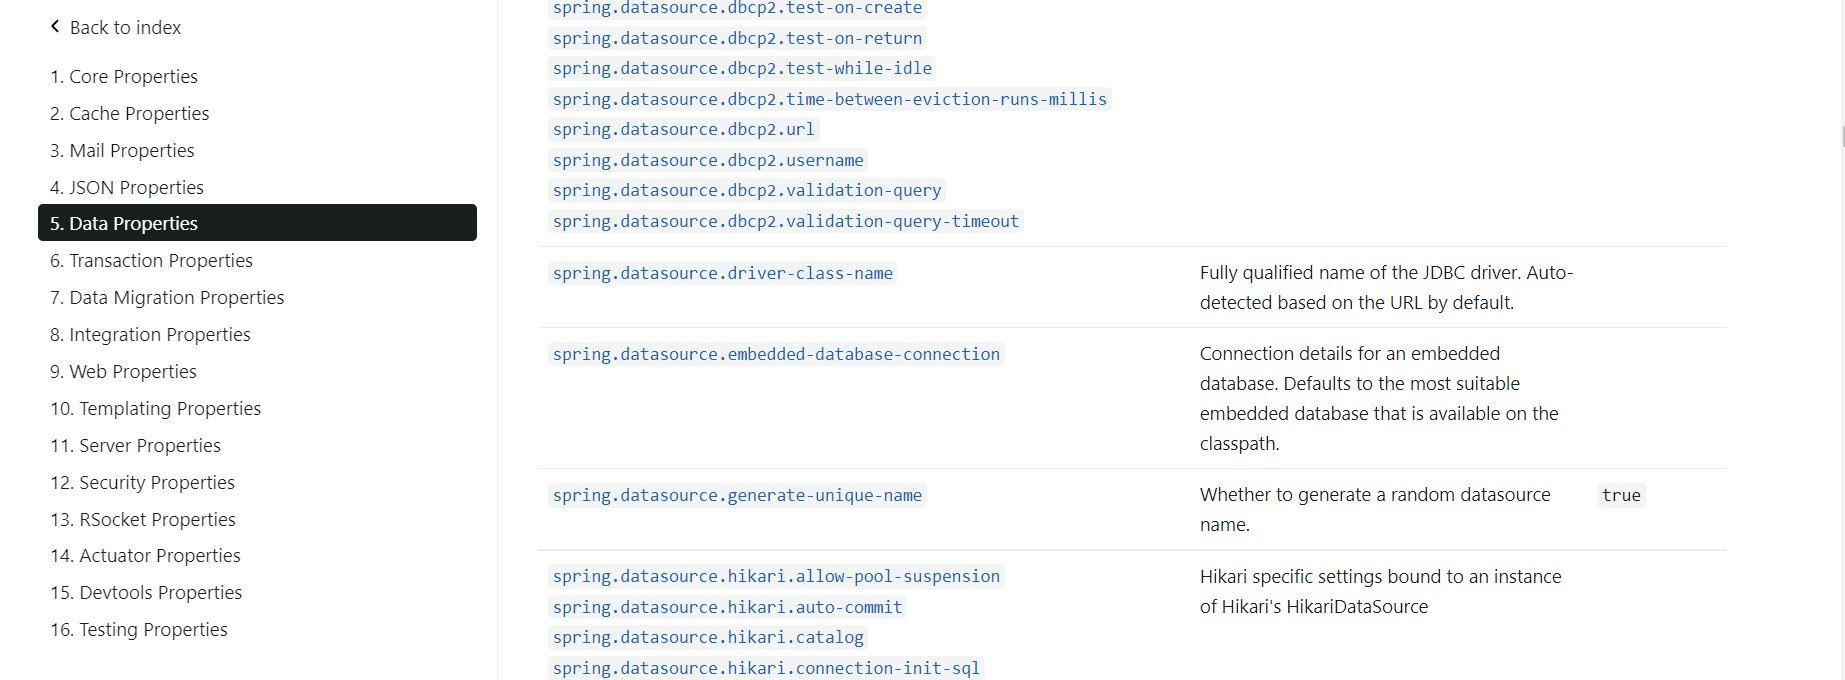 Back to index
1. Core Properties
2. Cache Properties
3. Mail Properties
4. JSON Properties
5. Data Properties
6. Transaction Properties
7. Data Migration Properties
8. Integration Properties
9. Web Properties
10. Templating Properties
11. Server Properties
12. Security Properties
13. RSocket Properties
14. Actuator Properties
15. Devtools Properties
16. Testing Properties
spring.datasource.dbcp2.test-on-create
spring.datasource.dbcp2.test-on-return
spring.datasource.dbcp2.test-while-idle
spring.datasource.dbcp2.time-between-eviction-runs-millis
spring.datasource.dbcp2.url
spring.datasource.dbcp2.username
spring.datasource.dbcp2.validation-query
spring.datasource.dbcp2.validation-query-timeout
spring.datasource.driver-class-name
Fully qualified name of the JDBC driver. Auto-
detected based on the URL by default.
spring.datasource.embedded-database-connection
Connection details for an embedded
database. Defaults to the most suitable
embedded database that is available on the
classpath.
spring.datasource.generate-unique-name
Whether to generate a random datasource
name.
true
spring.datasource.hikari.allow-pool-suspension
spring.datasource.hikari.auto-commit
spring.datasource.hikari.catalog
spring.datasource.hikari.connection-init-sql
Hikari specific settings bound to an instance
of Hikari's HikariDataSource